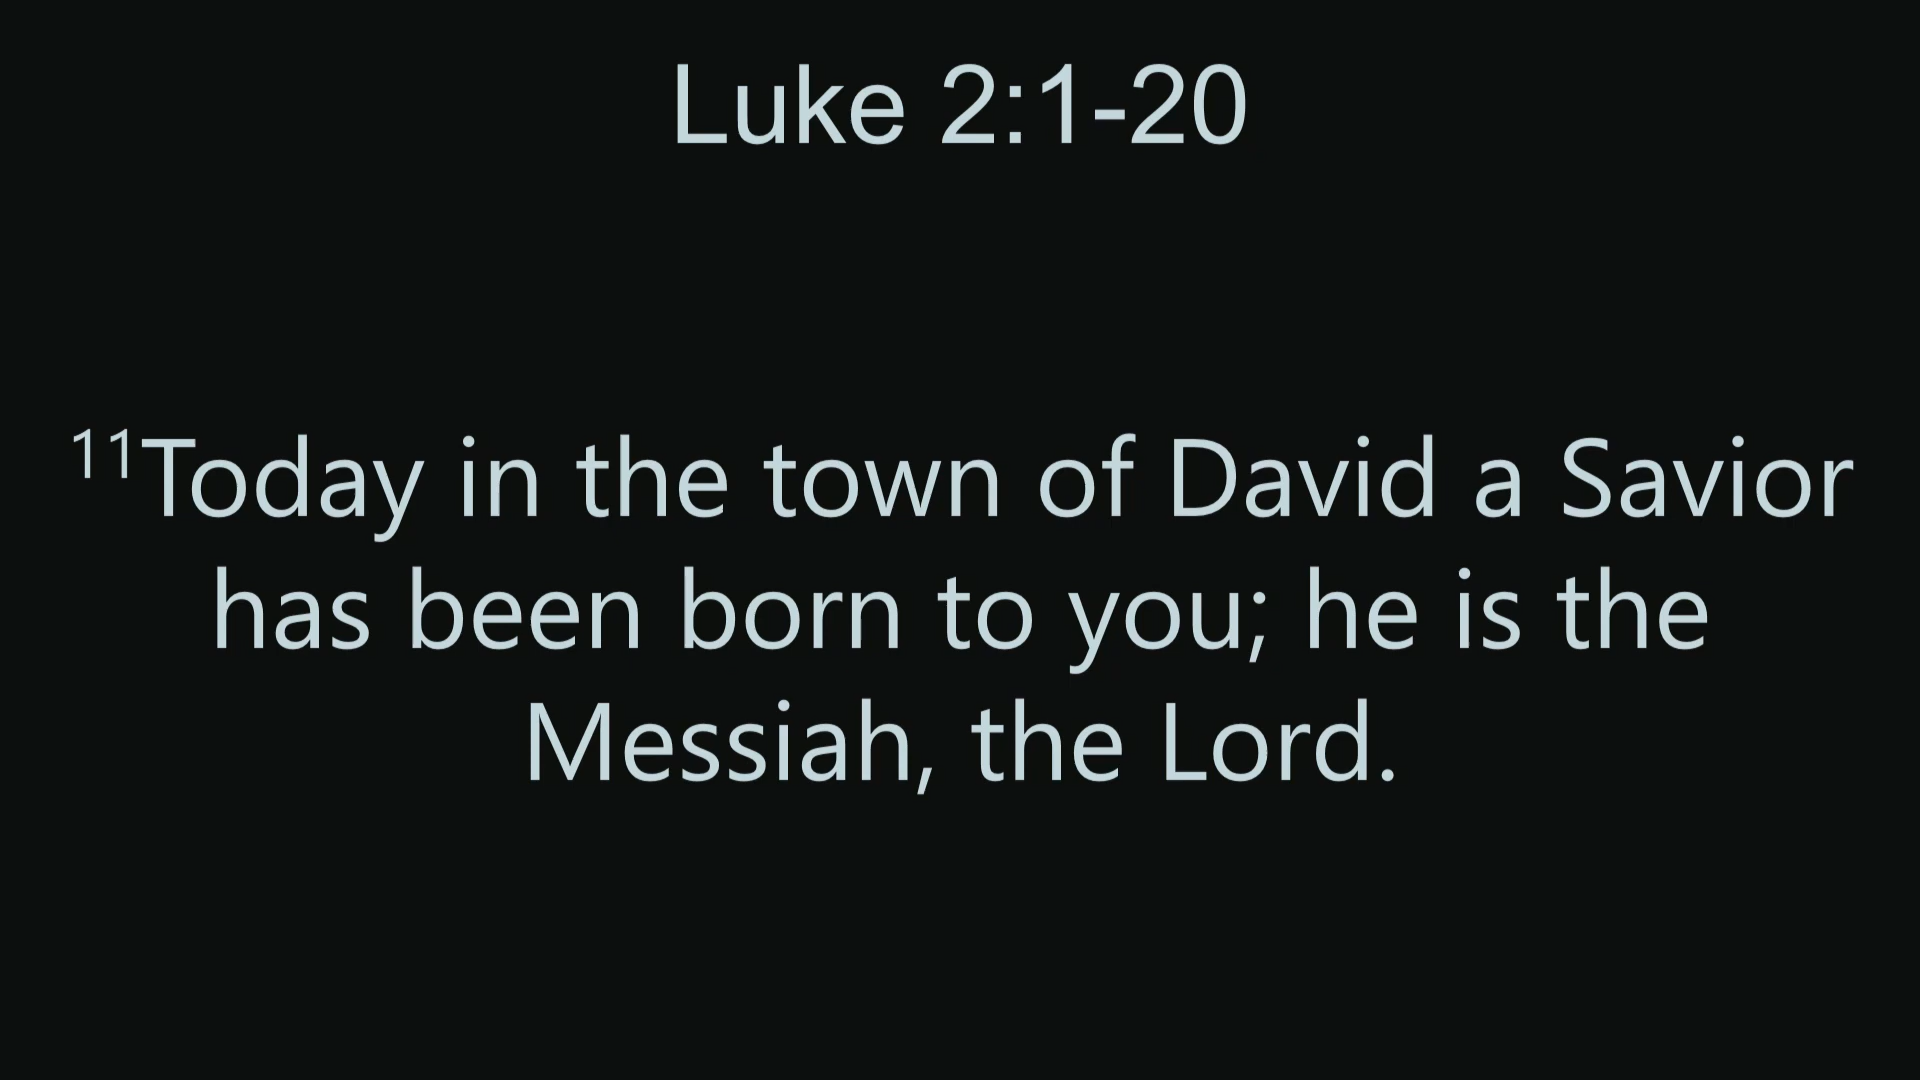 Luke 2:1-20
¹¹Today in the town of David a Savior
has been born to you; he is the
Messiah, the Lord.